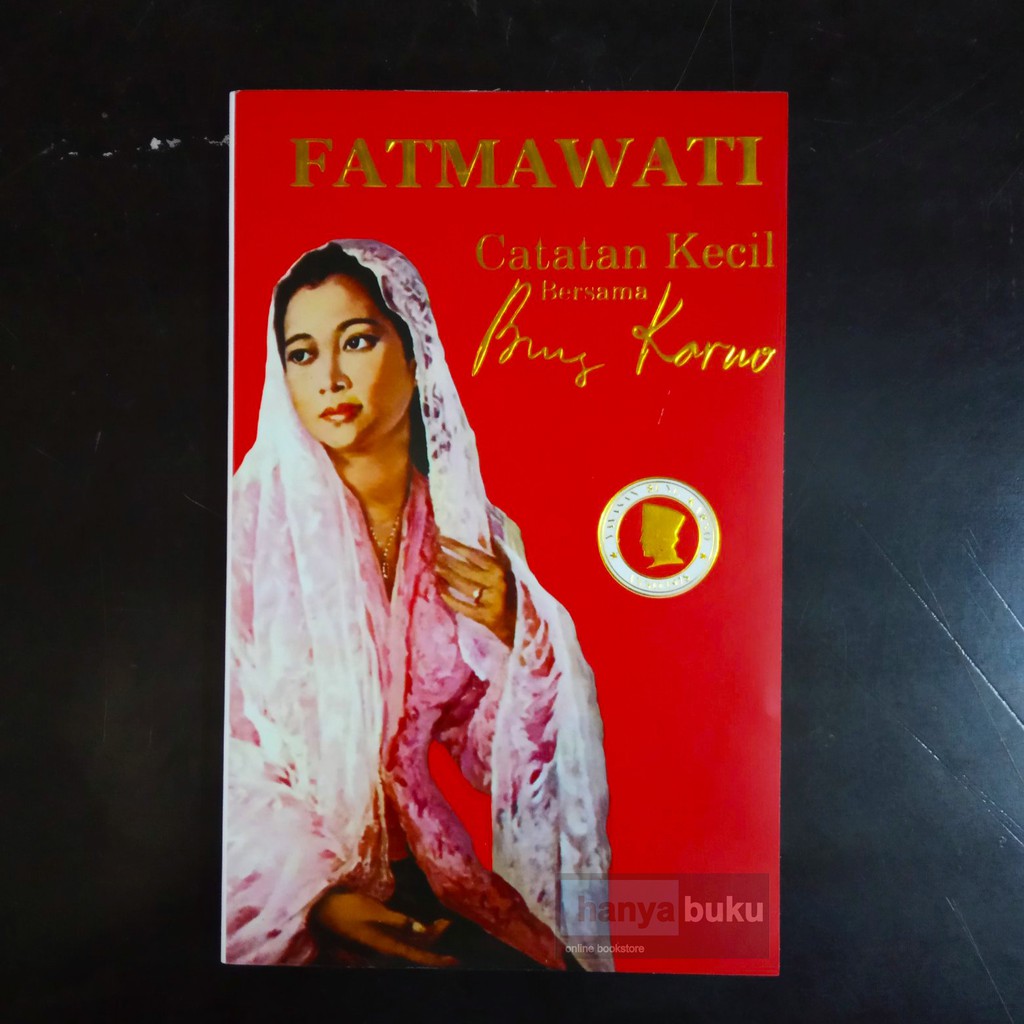 FATMAWATI
Catatan Kecil
Bersama
Bung Karno
hanya buku
online bookstore